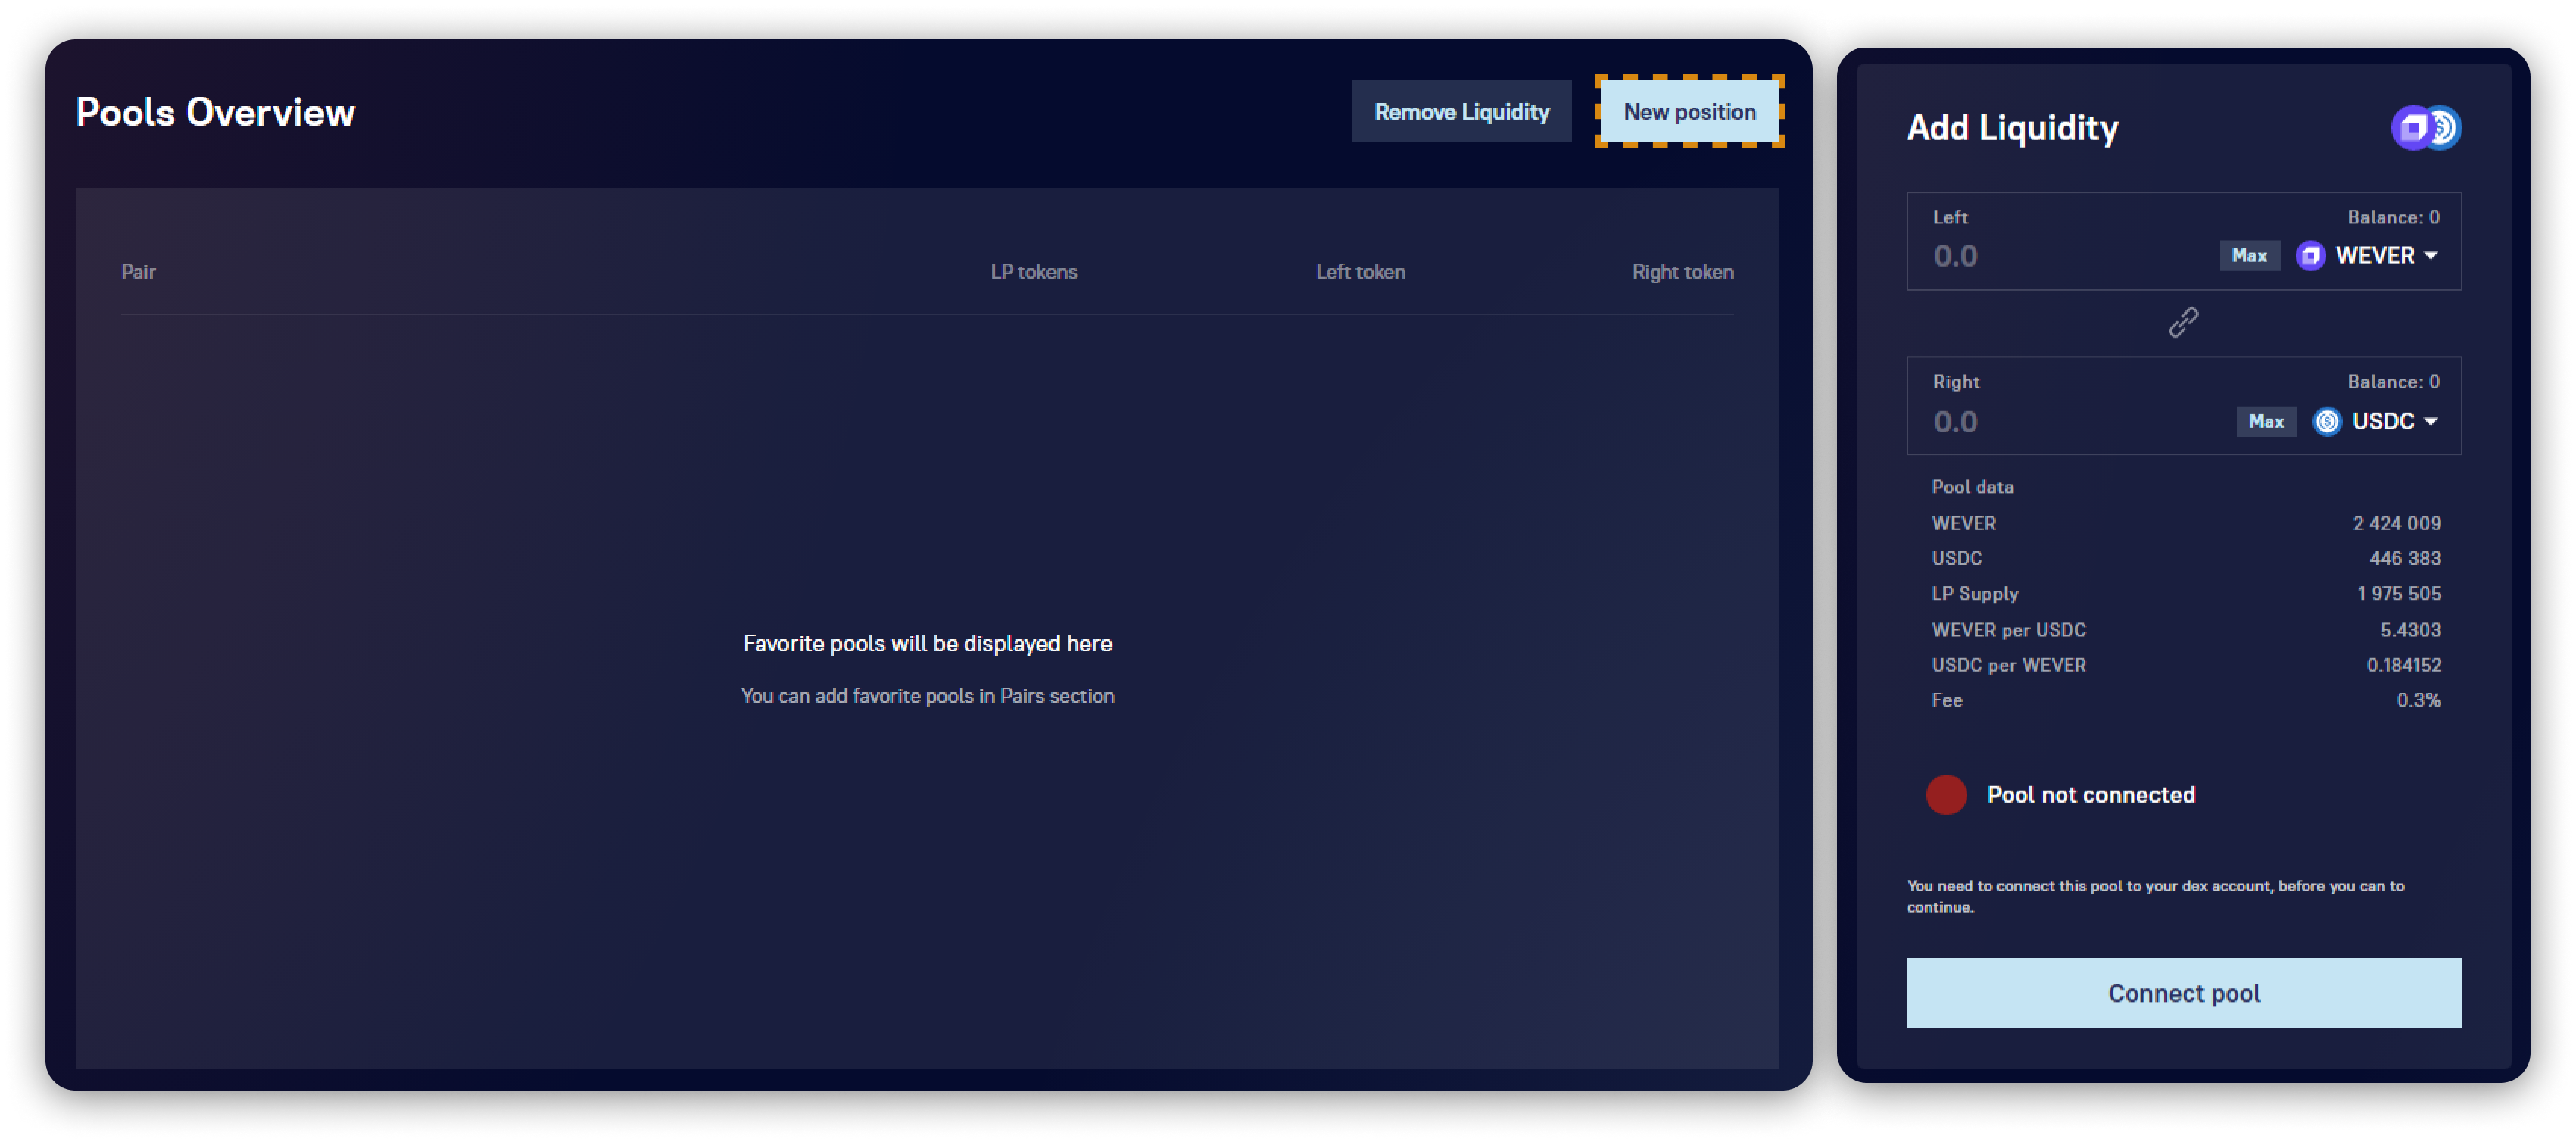 Pools Overview
Remove Liquidity
New position
Pair
LP tokens
Left token
Right token
Favorite pools will be displayed here
You can add favorite pools in Pairs section
Add Liquidity
Left
Balance: 0
0.0
Max
WEVER
Right
Balance: 0
0.0
Max
USDC
Pool data
WEVER 2 424 009
USDC 446 383
LP Supply 1 975 505
WEVER per USDC 5.4303
USDC per WEVER 0.184152
Fee 0.3%
Pool not connected
You need to connect this pool to your dex account, before you can to
continue.
Connect pool